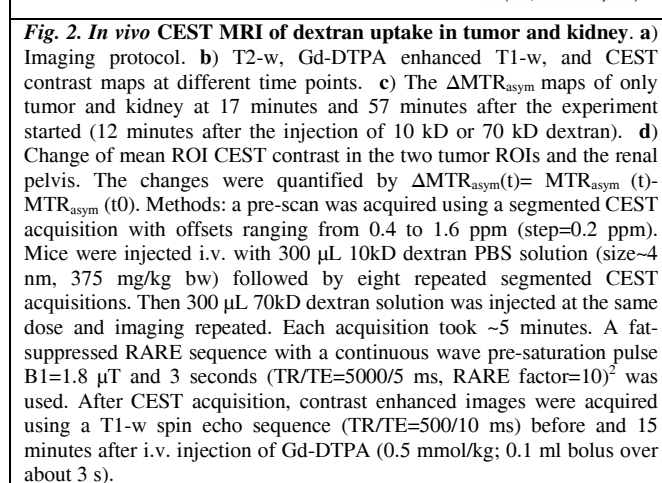 Fig. 2. In vivo CEST MRI of dextran uptake in tumor and kidney. a)
Imaging protocol. b) T2-w, Gd-DTPA enhanced T1-w, and CEST
contrast maps at different time points. c) The ΔMTRasym maps of only
tumor and kidney at 17 minutes and 57 minutes after the experiment
started (12 minutes after the injection of 10 kD or 70 kD dextran). d)
Change of mean ROI CEST contrast in the two tumor ROIs and the renal
pelvis. The changes were quantified by ΔMTRasym(t)= MTRasym (t)-
MTRasym (t0). Methods: a pre-scan was acquired using a segmented CEST
acquisition with offsets ranging from 0.4 to 1.6 ppm (step=0.2 ppm).
Mice were injected i.v. with 300 μL 10kD dextran PBS solution (size~4
nm, 375 mg/kg bw) followed by eight repeated segmented CEST
acquisitions. Then 300 μL 70kD dextran solution was injected at the same
dose and imaging repeated. Each acquisition took ~5 minutes. A fat-
suppressed RARE sequence with a continuous wave pre-saturation pulse
B1=1.8 μT and 3 seconds (TR/TE=5000/5 ms, RARE factor=10)² was
used. After CEST acquisition, contrast enhanced images were acquired
using a T1-w spin echo sequence (TR/TE=500/10 ms) before and 15
minutes after i.v. injection of Gd-DTPA (0.5 mmol/kg; 0.1 ml bolus over
about 3 s).